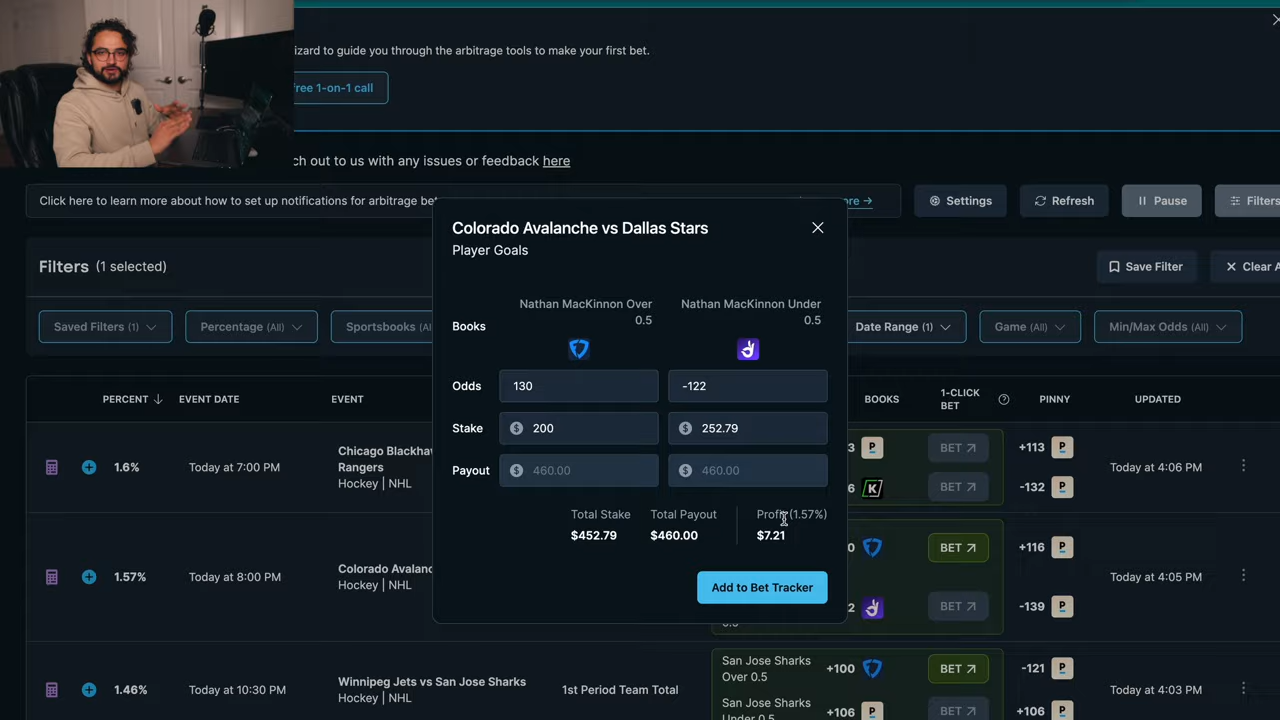 izard to guide you through the arbitrage tools to make your first bet.
free 1-on-1 call
ch out to us with any issues or feedback here
Click here to learn more about how to set up notifications for arbitrage bet
ore →
Settings
Refresh
Pause
Filters
Filters (1 selected)
Save Filter
Clear A
Saved Filters (1)
Percentage (All)
Sportsbooks (Al
Date Range (1)
Game (All)
Min/Max Odds (All)
Colorado Avalanche vs Dallas Stars
Player Goals
Nathan MacKinnon Over
0.5
Nathan MacKinnon Under
0.5
Books
Odds
130
-122
Stake
$ 200
$ 252.79
Payout
$ 460.00
$ 460.00
Total Stake
Total Payout
Profit (1.57%)
$452.79
$460.00
$7.21
Add to Bet Tracker
PERCENT
EVENT DATE
EVENT
BOOKS
1-CLICK
BET
?
PINNY
UPDATED
1.6%
Today at 7:00 PM
Chicago Blackhaw
Rangers
Hockey | NHL
3 P
BET
+113 P
6 K
BET
-132 P
Today at 4:06 PM
1.57%
Today at 8:00 PM
Colorado Avalanc
Hockey | NHL
0
BET
+116 P
2
BET
-139 P
0.5
Today at 4:05 PM
1.46%
Today at 10:30 PM
Winnipeg Jets vs San Jose Sharks
Hockey | NHL
1st Period Team Total
San Jose Sharks
Over 0.5
+100
BET
-121 P
San Jose Sharks
Under 0.5
+106 P
BET
+106 P
Today at 4:03 PM